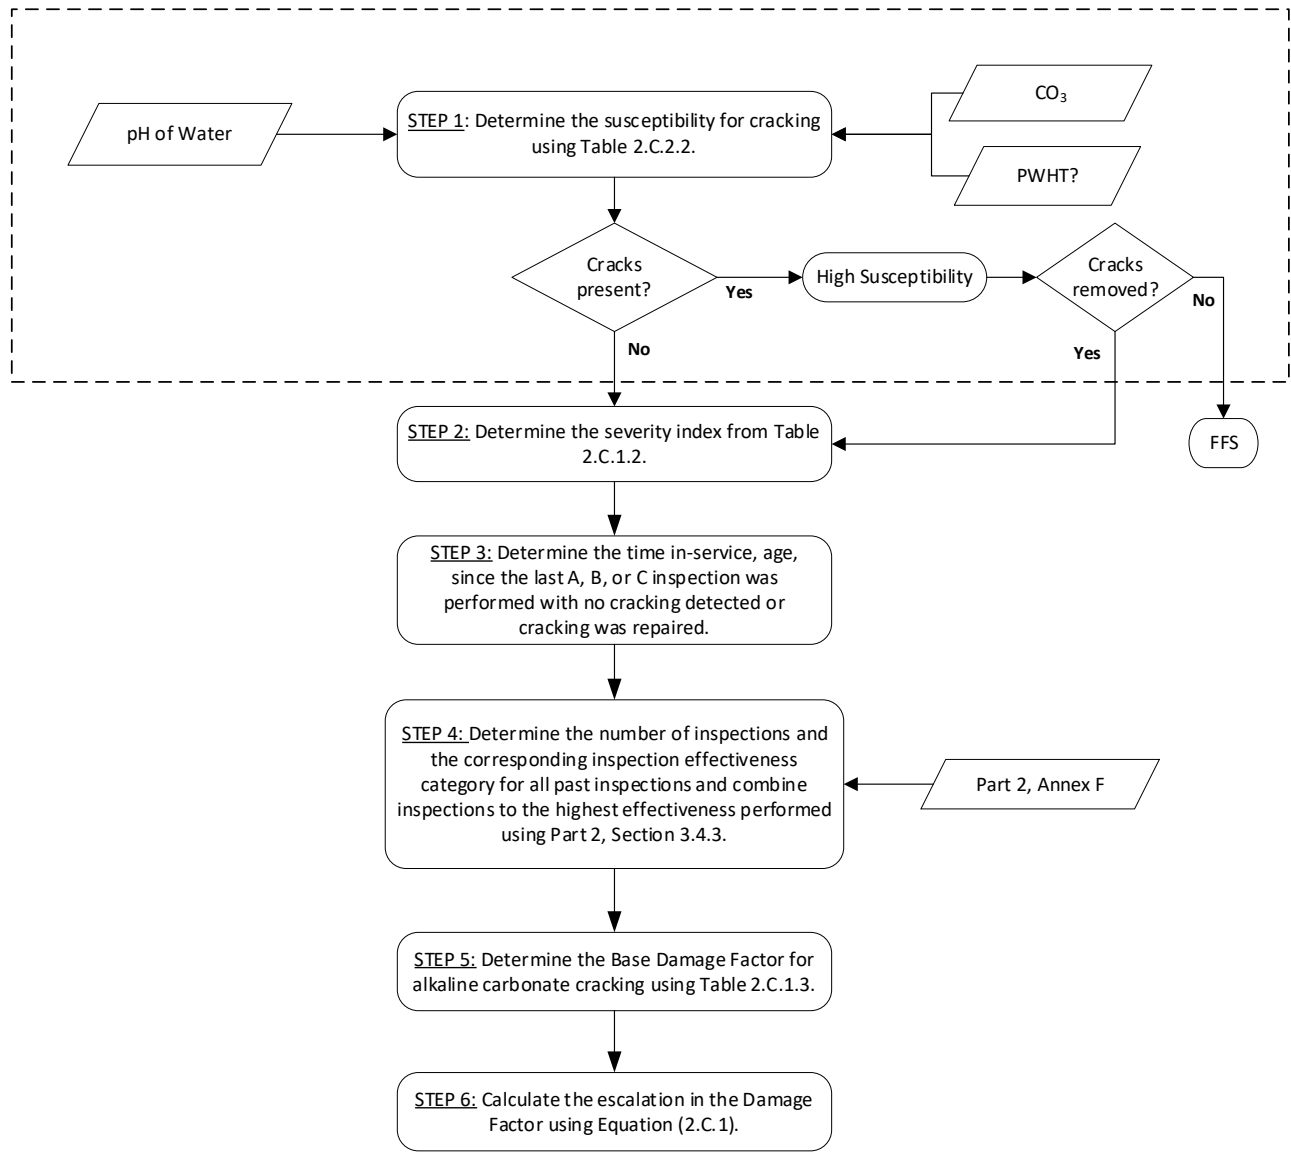 CO₃
pH of Water
STEP 1: Determine the susceptibility for cracking
using Table 2.C.2.2.
PWHT?
Cracks
present?
Yes
High Susceptibility
Cracks
removed?
No
No
Yes
STEP 2: Determine the severity index from Table
2.C.1.2.
FFS
STEP 3: Determine the time in-service, age,
since the last A, B, or C inspection was
performed with no cracking detected or
cracking was repaired.
STEP 4: Determine the number of inspections and
the corresponding inspection effectiveness
category for all past inspections and combine
inspections to the highest effectiveness performed
using Part 2, Section 3.4.3.
Part 2, Annex F
STEP 5: Determine the Base Damage Factor for
alkaline carbonate cracking using Table 2.C.1.3.
STEP 6: Calculate the escalation in the Damage
Factor using Equation (2.C.1).